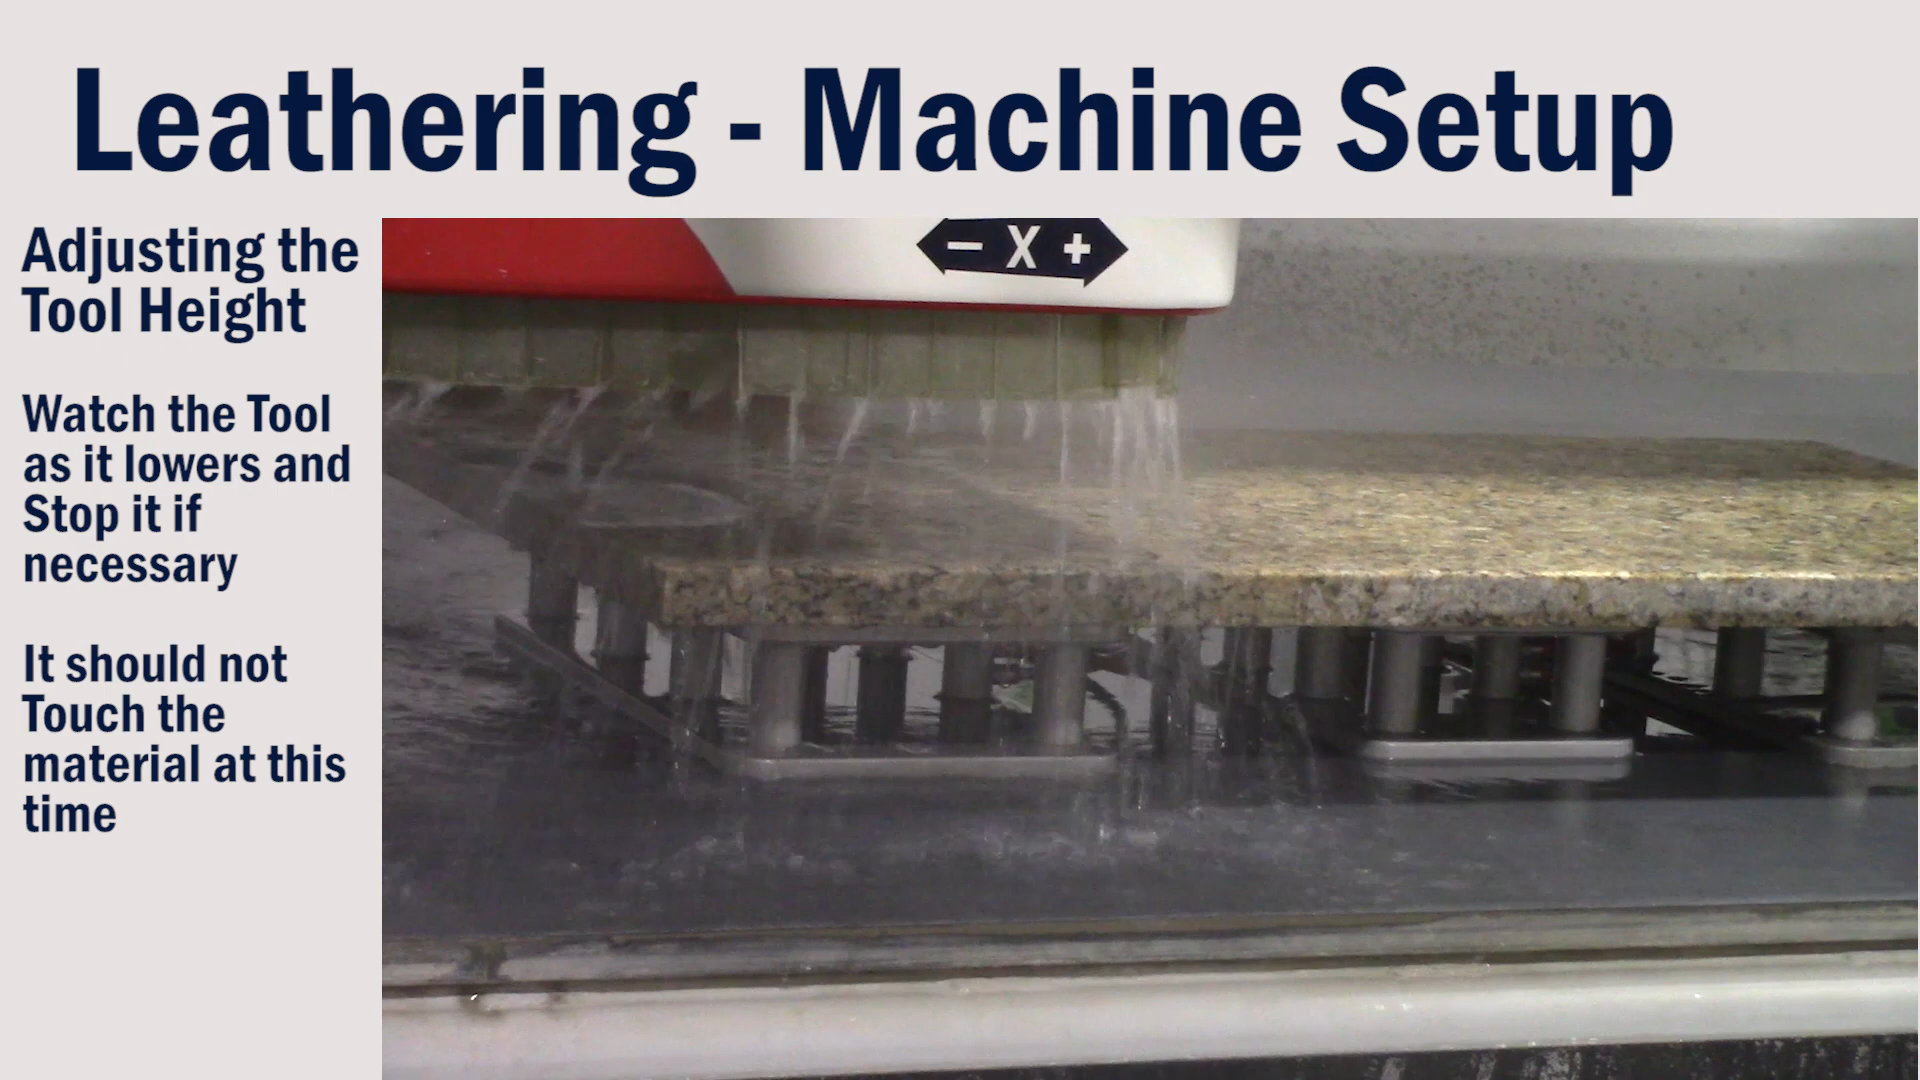 Leathering - Machine Setup
Adjusting the
Tool Height
Watch the Tool
as it lowers and
Stop it if
necessary
It should not
Touch the
material at this
time
− X +